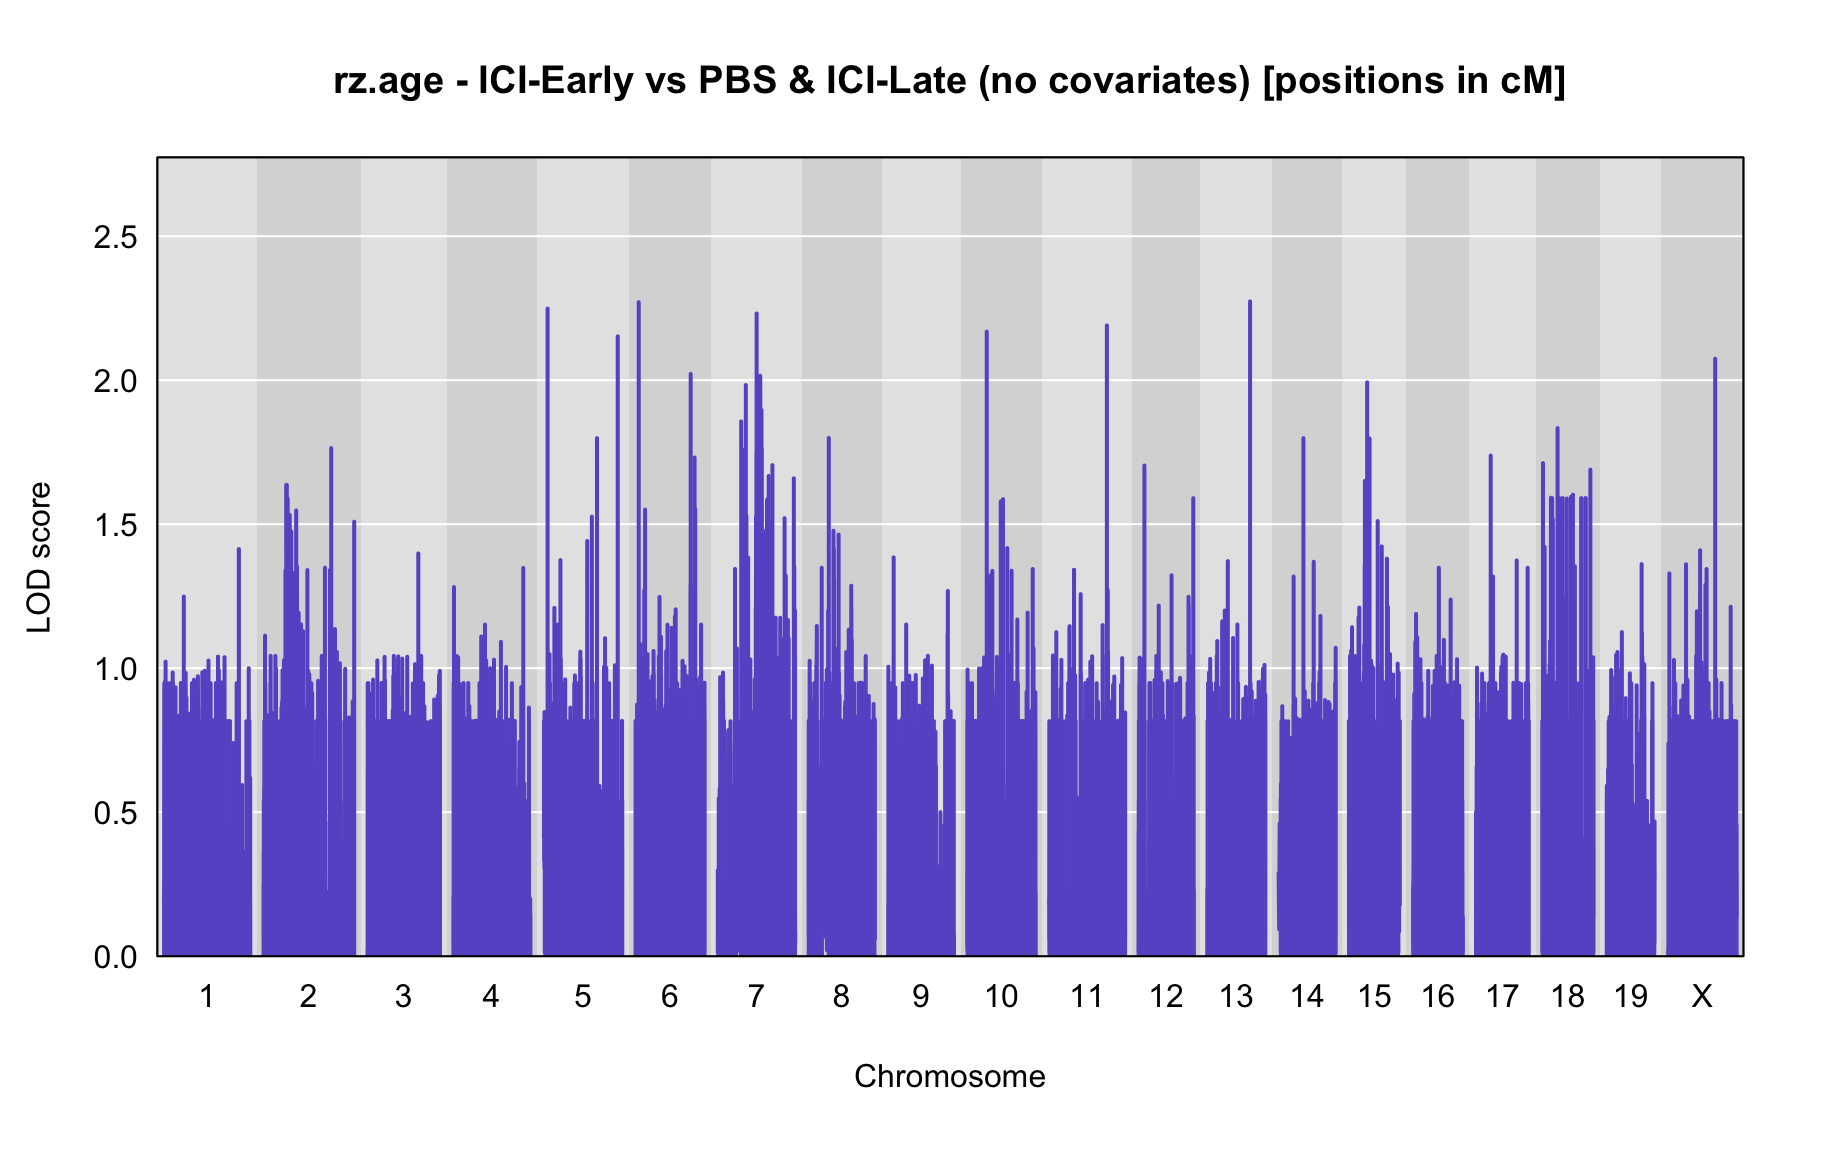 rz.age - ICI-Early vs PBS & ICI-Late (no covariates) [positions in cM]
LOD score
2.5
2.0
1.5
1.0
0.5
0.0
1 2 3 4 5 6 7 8 9 10 11 12 13 14 15 16 17 18 19 X
Chromosome